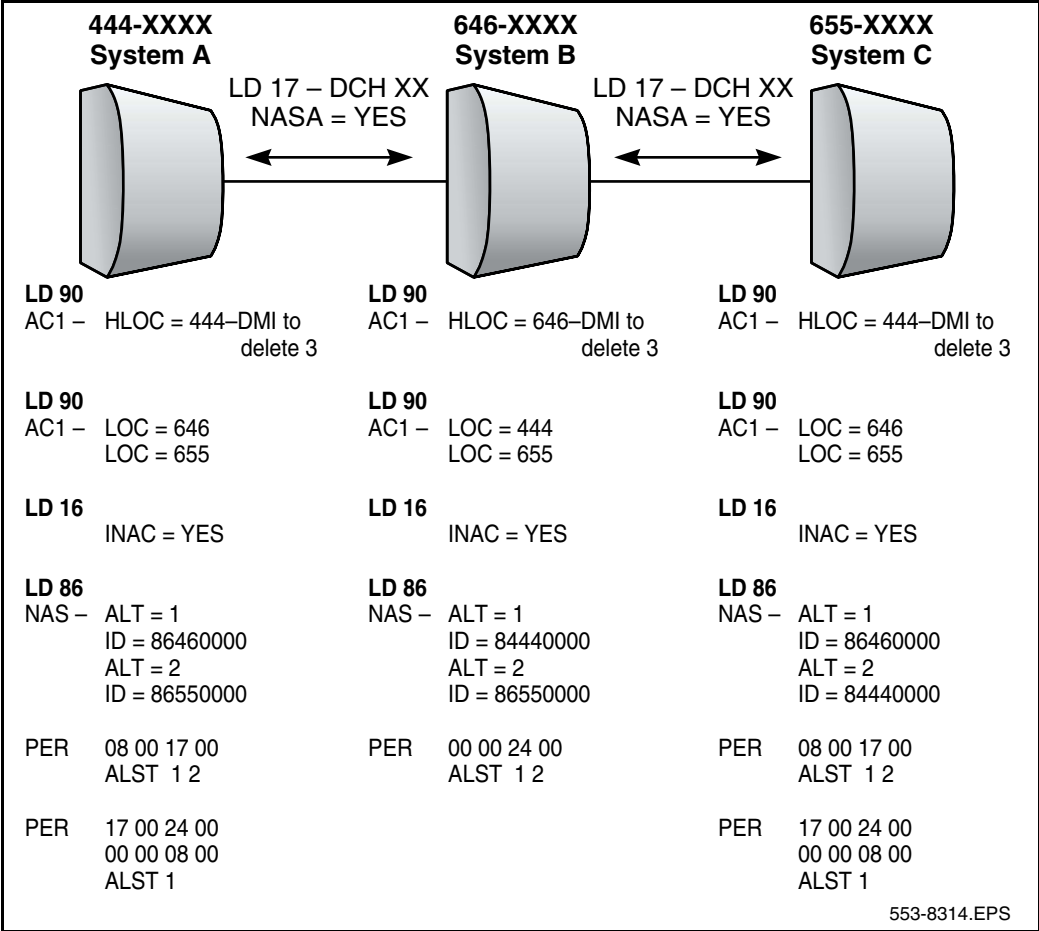 444-XXXX
System A
646-XXXX
System B
655-XXXX
System C
LD 17 – DCH XX
NASA = YES
LD 17 – DCH XX
NASA = YES
LD 90
AC1 – HLOC = 444–DMI to
delete 3
LD 90
AC1 – LOC = 646
LOC = 655
LD 16
INAC = YES
LD 86
NAS – ALT = 1
ID = 86460000
ALT = 2
ID = 86550000
PER 08 00 17 00
ALST 1 2
PER 17 00 24 00
00 00 08 00
ALST 1
LD 90
AC1 – HLOC = 646–DMI to
delete 3
LD 90
AC1 – LOC = 444
LOC = 655
LD 16
INAC = YES
LD 86
NAS – ALT = 1
ID = 84440000
ALT = 2
ID = 86550000
PER 00 00 24 00
ALST 1 2
LD 90
AC1 – HLOC = 444–DMI to
delete 3
LD 90
AC1 – LOC = 646
LOC = 655
LD 16
INAC = YES
LD 86
NAS – ALT = 1
ID = 86460000
ALT = 2
ID = 84440000
PER 08 00 17 00
ALST 1 2
PER 17 00 24 00
00 00 08 00
ALST 1
553-8314.EPS